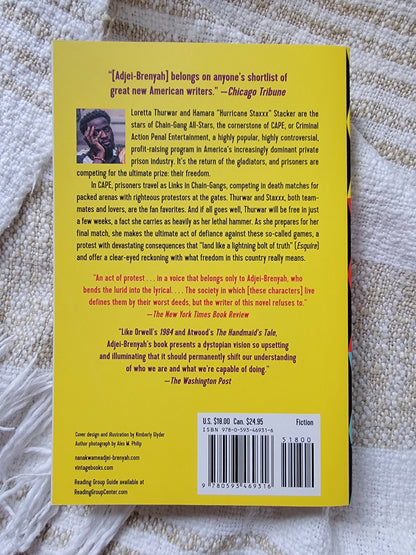 “[Adjei-Brenyah] belongs on anyone's shortlist of
great new American writers.” —Chicago Tribune
Loretta Thurwar and Hamara “Hurricane Staxxx” Stacker are the
stars of Chain-Gang All-Stars, the cornerstone of CAPE, or Criminal
Action Penal Entertainment, a highly popular, highly controversial,
profit-raising program in America's increasingly dominant private
prison industry. It's the return of the gladiators, and prisoners are
competing for the ultimate prize: their freedom.
In CAPE, prisoners travel as Links in Chain-Gangs, competing in death matches for
packed arenas with righteous protestors at the gates. Thurwar and Staxxx, both team-
mates and lovers, are the fan favorites. And if all goes well, Thurwar will be free in just
a few weeks, a fact she carries as heavily as her lethal hammer. As she prepares for her
final match, she makes the ultimate act of defiance against these so-called games, a
protest with devastating consequences that “land like a lightning bolt of truth” (Esquire)
and offer a clear-eyed reckoning with what freedom in this country really means.
“An act of protest . . . in a voice that belongs only to Adjei-Brenyah, who
bends the lurid into the lyrical. . . . The society in which [these characters] live
defines them by their worst deeds, but the writer of this novel refuses to.”
—The New York Times Book Review
“Like Orwell's 1984 and Atwood's The Handmaid's Tale,
Adjei-Brenyah's book presents a dystopian vision so upsetting
and illuminating that it should permanently shift our understanding
of who we are and what we're capable of doing.”
—The Washington Post
Cover design and illustration by Kimberly Glyder
Author photograph by Alex M. Philip
nanakwameadjei-brenyah.com
vintagebooks.com
Reading Group Guide available at
ReadingGroupCenter.com
U.S. $18.00 Can. $24.95 Fiction
ISBN 978-0-593-46931-6
51800
9 780593 469316